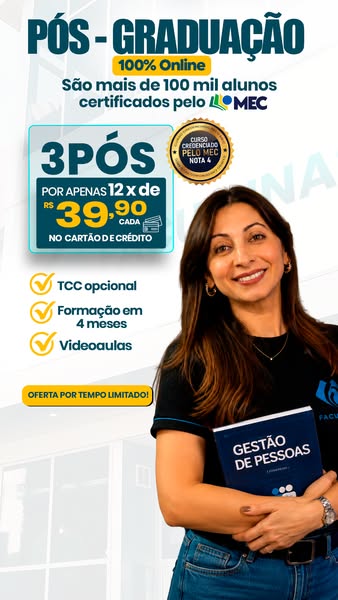 PÓS - GRADUAÇÃO
100% Online
São mais de 100 mil alunos
certificados pelo MEC
CURSO
CREDENCIADO
PELO MEC
NOTA 4
3 PÓS
POR APENAS 12 x de
R$ 39,90
CADA
NO CARTÃO DE CRÉDITO
TCC opcional
Formação em
4 meses
Videoaulas
OFERTA POR TEMPO LIMITADO!
GESTÃO
DE PESSOAS